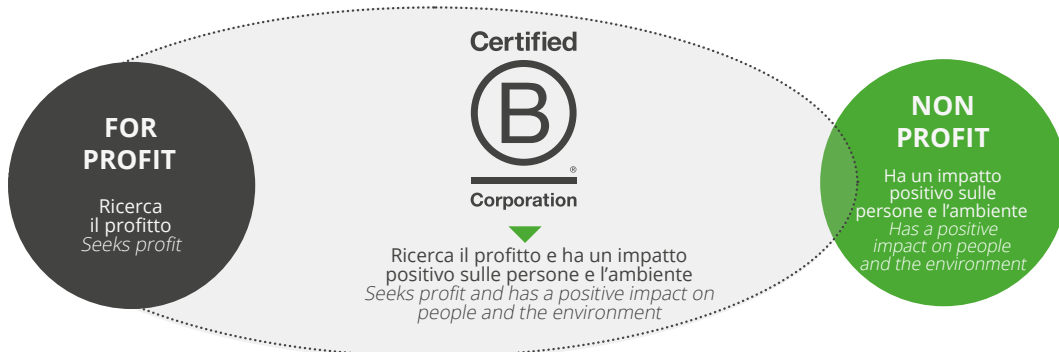 FOR
PROFIT
Ricerca
il profitto
Seeks profit
Certified
B
®
Corporation
Ricerca il profitto e ha un impatto
positivo sulle persone e l’ambiente
Seeks profit and has a positive impact on
people and the environment
NON
PROFIT
Ha un impatto
positivo sulle
persone e l’ambiente
Has a positive
impact on people
and the environment